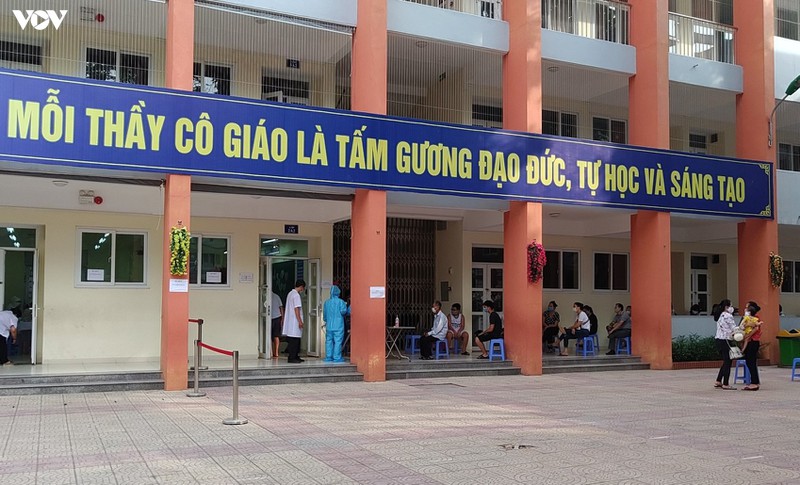 VOV
MỖI THẦY CÔ GIÁO LÀ TẤM GƯƠNG ĐẠO ĐỨC, TỰ HỌC VÀ SÁNG TẠO